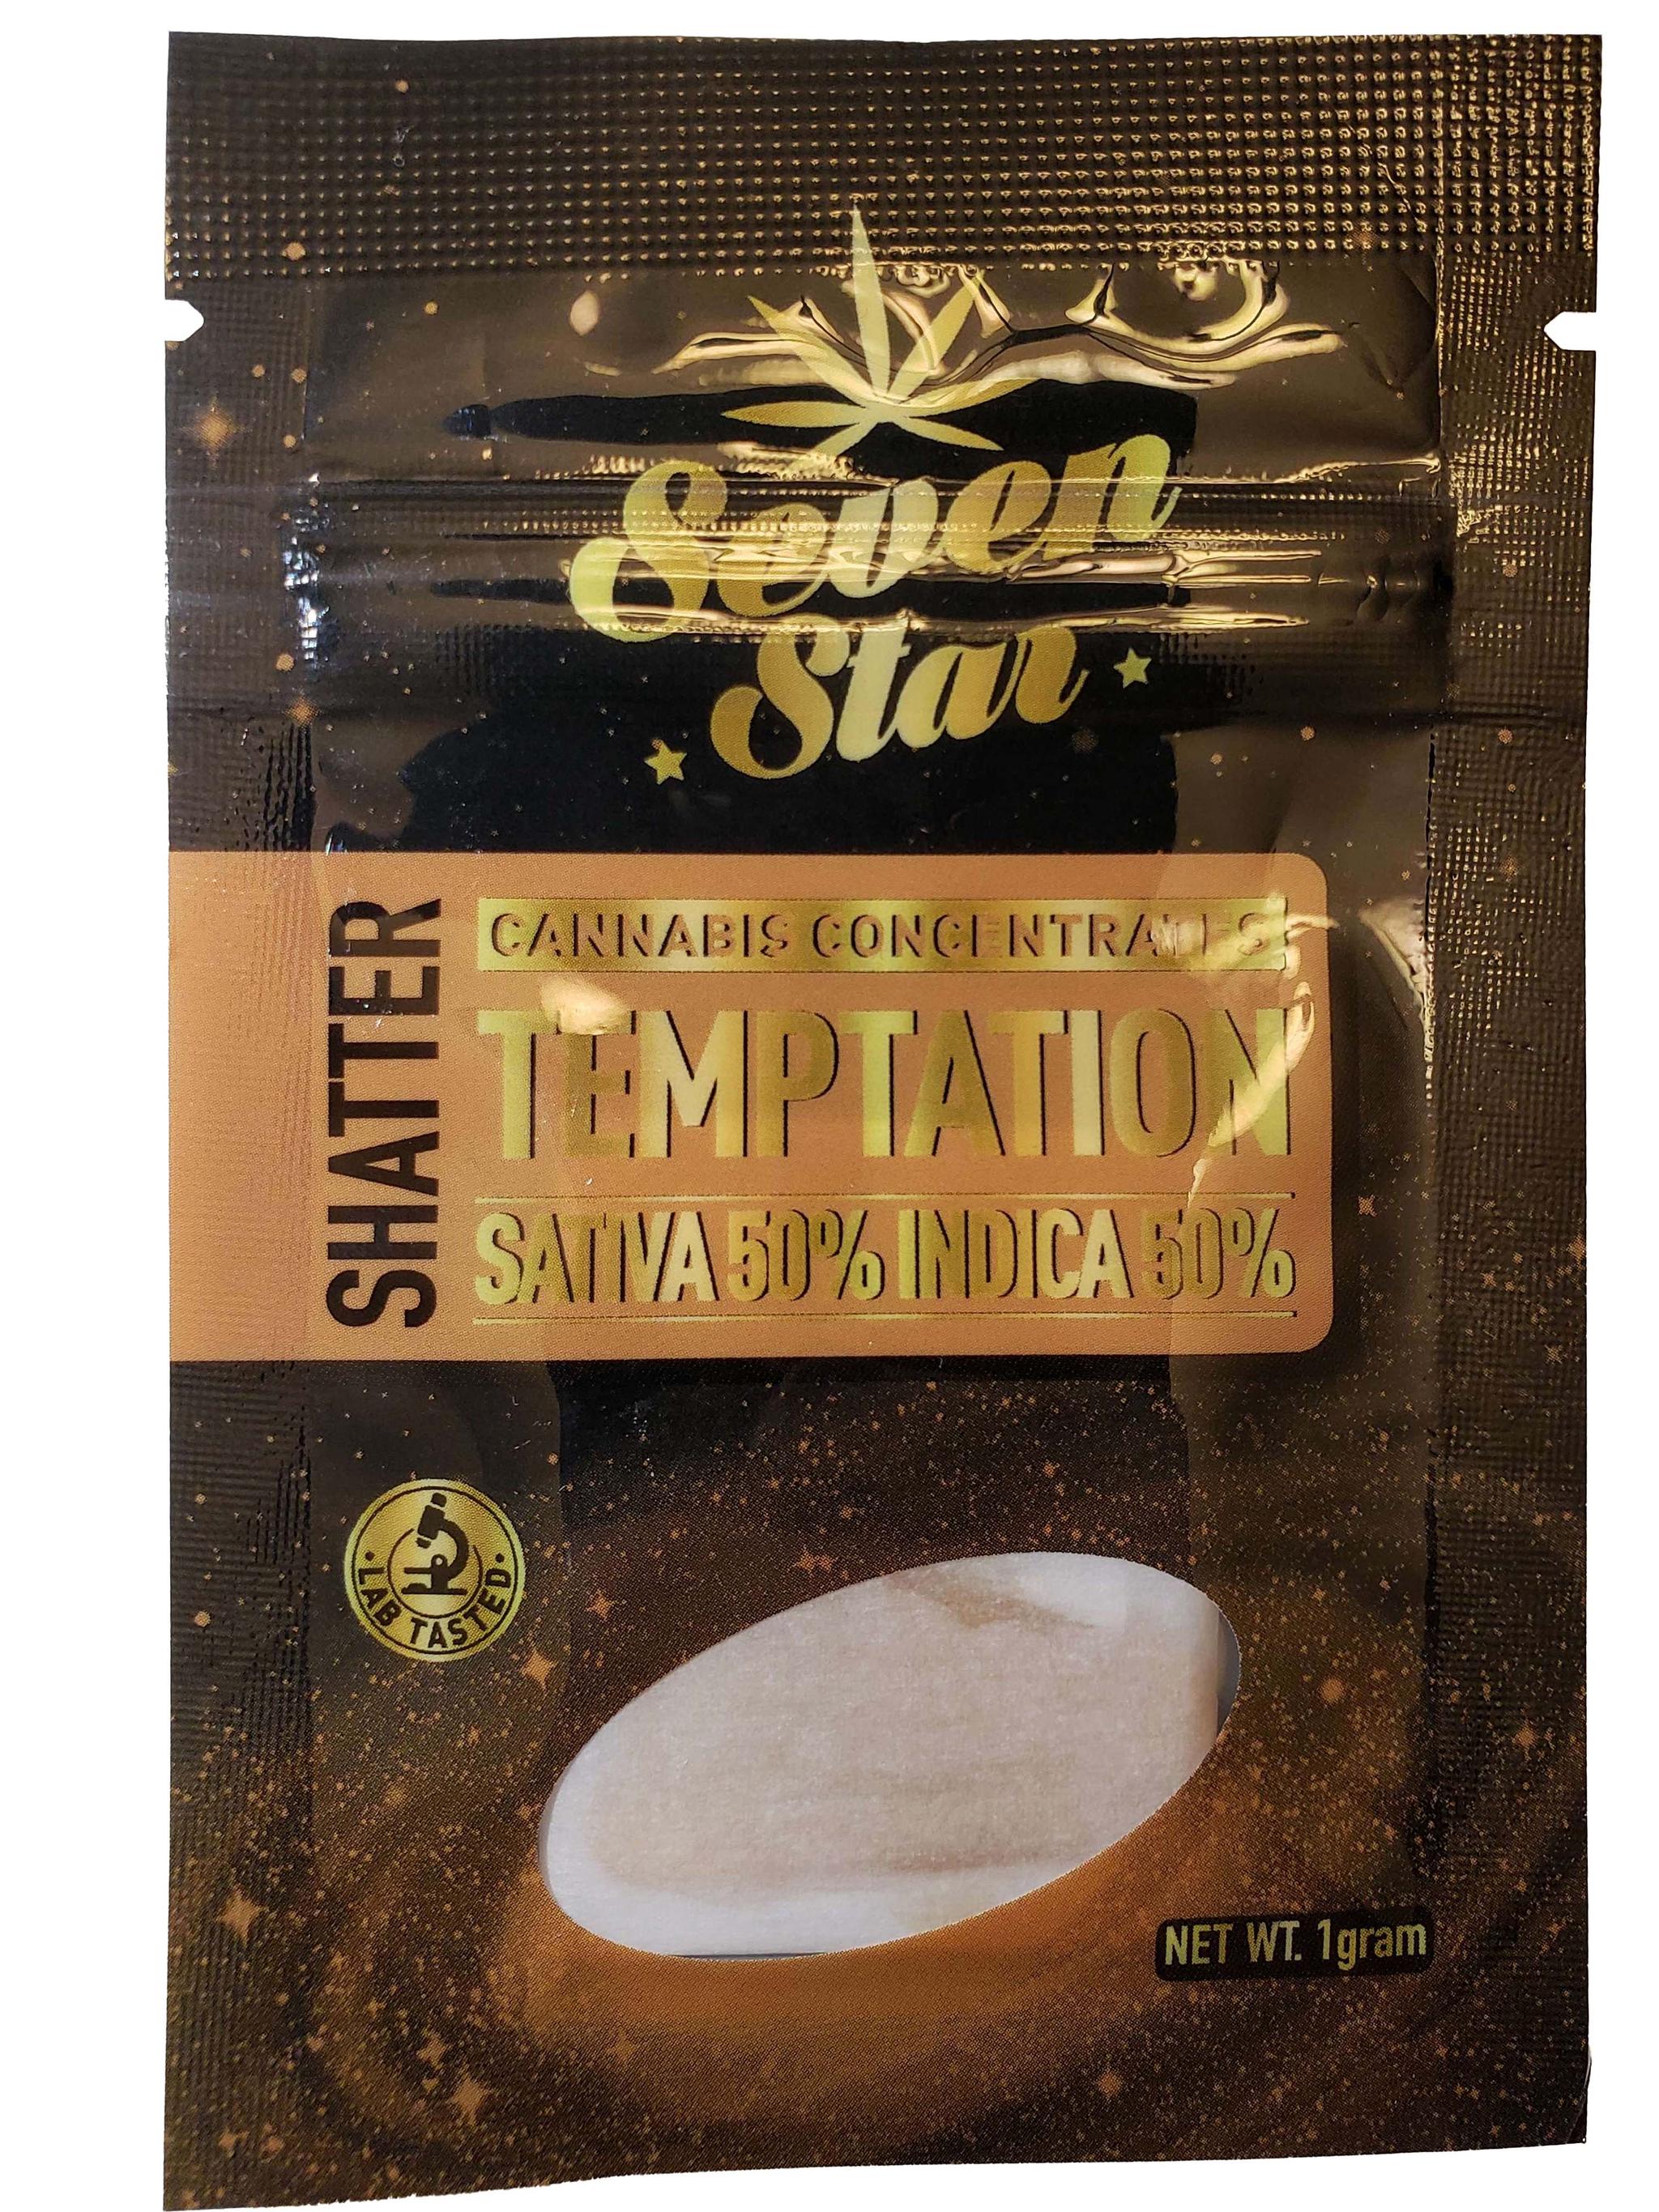 Seven
Star
SHATTER
CANNABIS CONCENTRATES
TEMPTATION
SATIVA 50% INDICA 50%
LAB TASTED
NET WT. 1gram